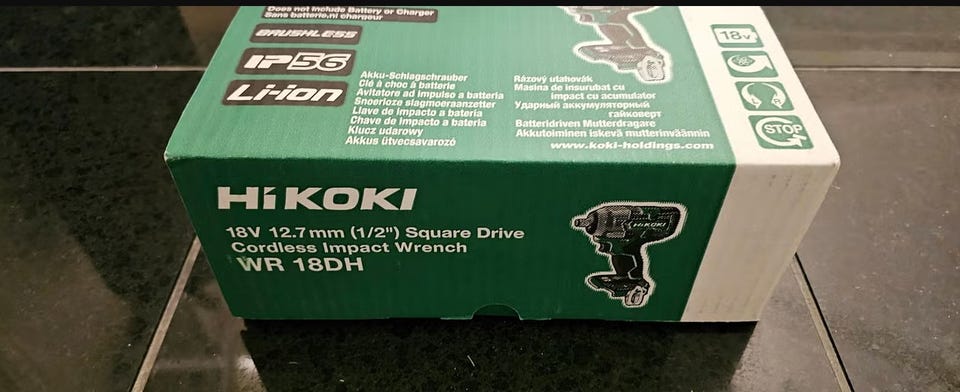 Does not include Battery or Charger
Sans batterie, ni chargeur
BRUSHLESS
IP56
Li-ion
Akku-Schlagschrauber
Clé à choc à batterie
Avvitatore ad impulso a batteria
Snoerloze slagmoeraanzetter
Llave de impacto a batería
Chave de impacto a bateria
Klucz udarowy
Akkus ütvecsavarozó
Rázový utahovák
Masina de insurubat cu
impact cu acumulator
Ударный аккумуляторный
гайковерт
Batteridriven Mutterdragare
Akkutoiminen iskevä mutterinväännin
www.koki-holdings.com
18V
STOP
HiKOKI
18V 12.7mm (1/2") Square Drive
Cordless Impact Wrench
WR 18DH
HiKOKI